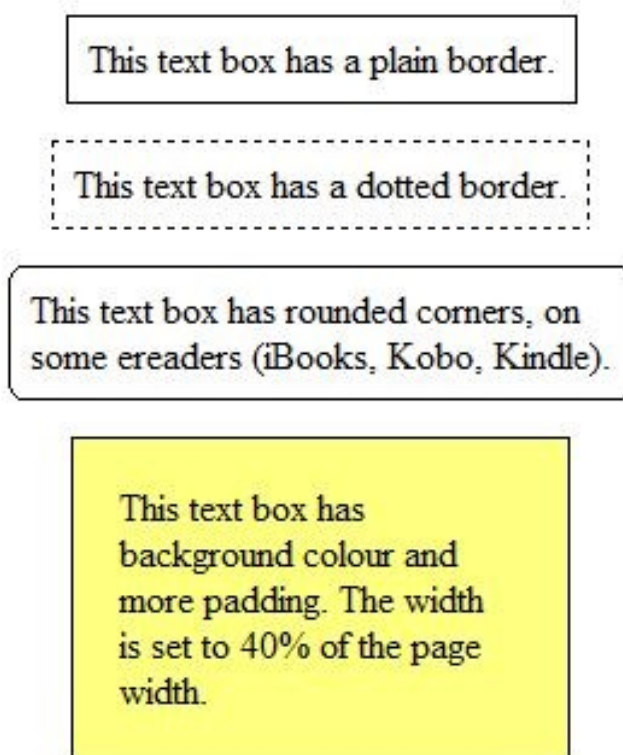 This text box has a plain border.
This text box has a dotted border.
This text box has rounded corners, on
some ereaders (iBooks, Kobo, Kindle).
This text box has
background colour and
more padding. The width
is set to 40% of the page
width.